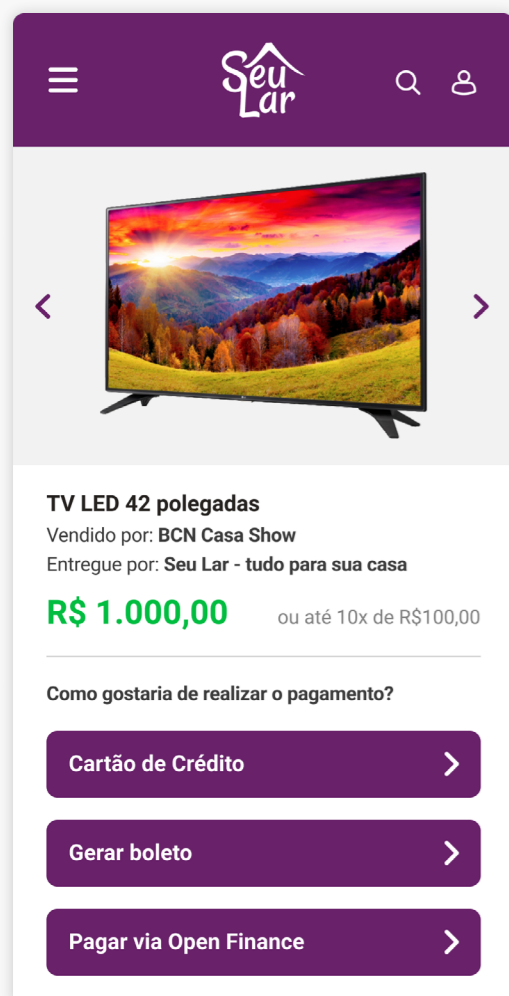 Seu
Lar
TV LED 42 polegadas
Vendido por: BCN Casa Show
Entregue por: Seu Lar - tudo para sua casa
R$ 1.000,00 ou até 10x de R$100,00
Como gostaria de realizar o pagamento?
Cartão de Crédito
Gerar boleto
Pagar via Open Finance